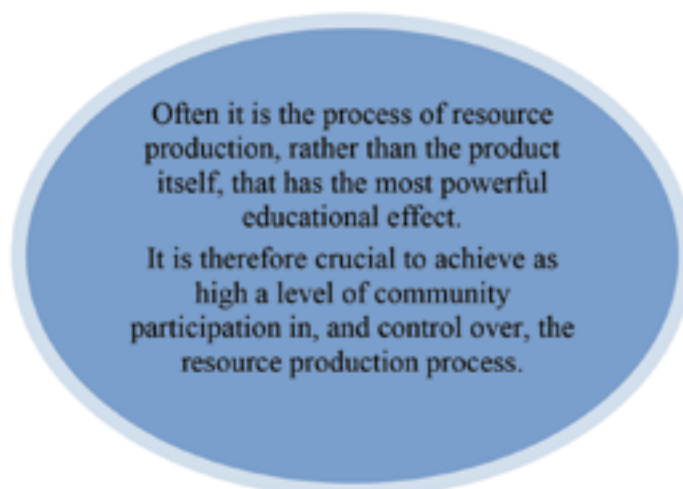 Often it is the process of resource
production, rather than the product
itself, that has the most powerful
educational effect.
It is therefore crucial to achieve as
high a level of community
participation in, and control over, the
resource production process.